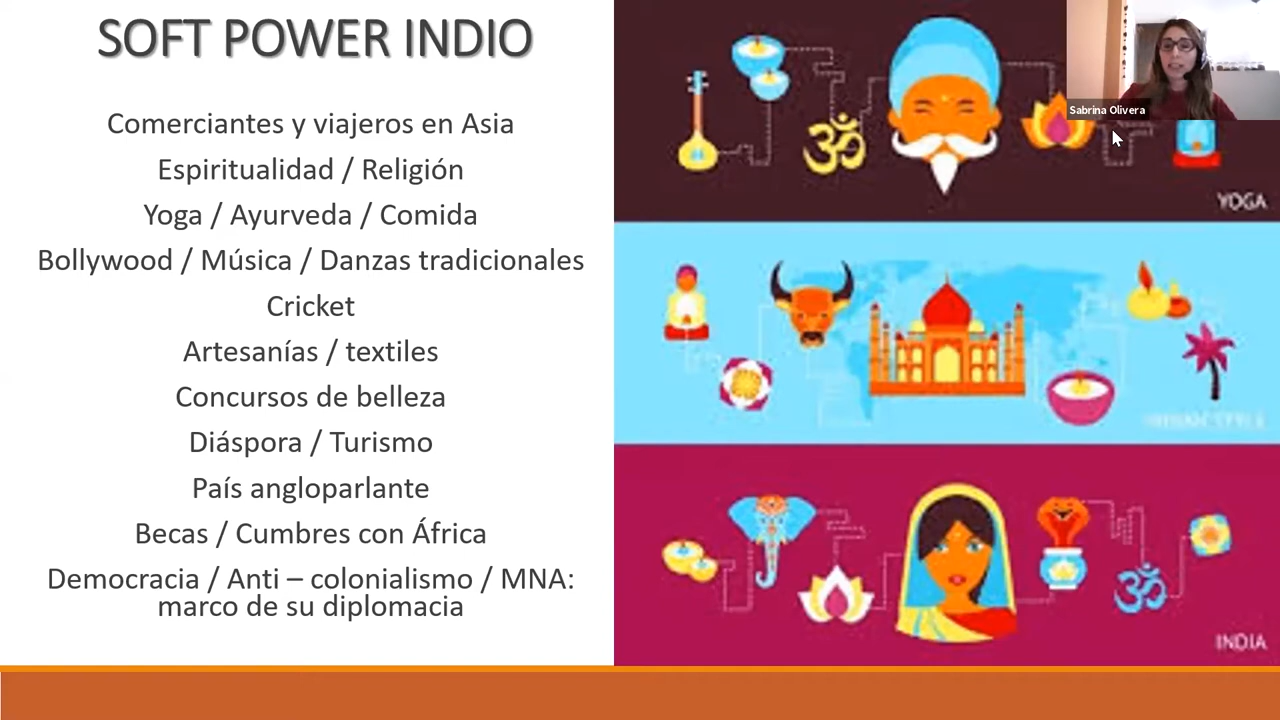 SOFT POWER INDIO
Comerciantes y viajeros en Asia
Espiritualidad / Religión
Yoga / Ayurveda / Comida
Bollywood / Música / Danzas tradicionales
Cricket
Artesanías / textiles
Concursos de belleza
Diáspora / Turismo
País angloparlante
Becas / Cumbres con África
Democracia / Anti – colonialismo / MNA:
marco de su diplomacia
Sabrina Olivera
ॐ
YOGA
INDIA
ॐ